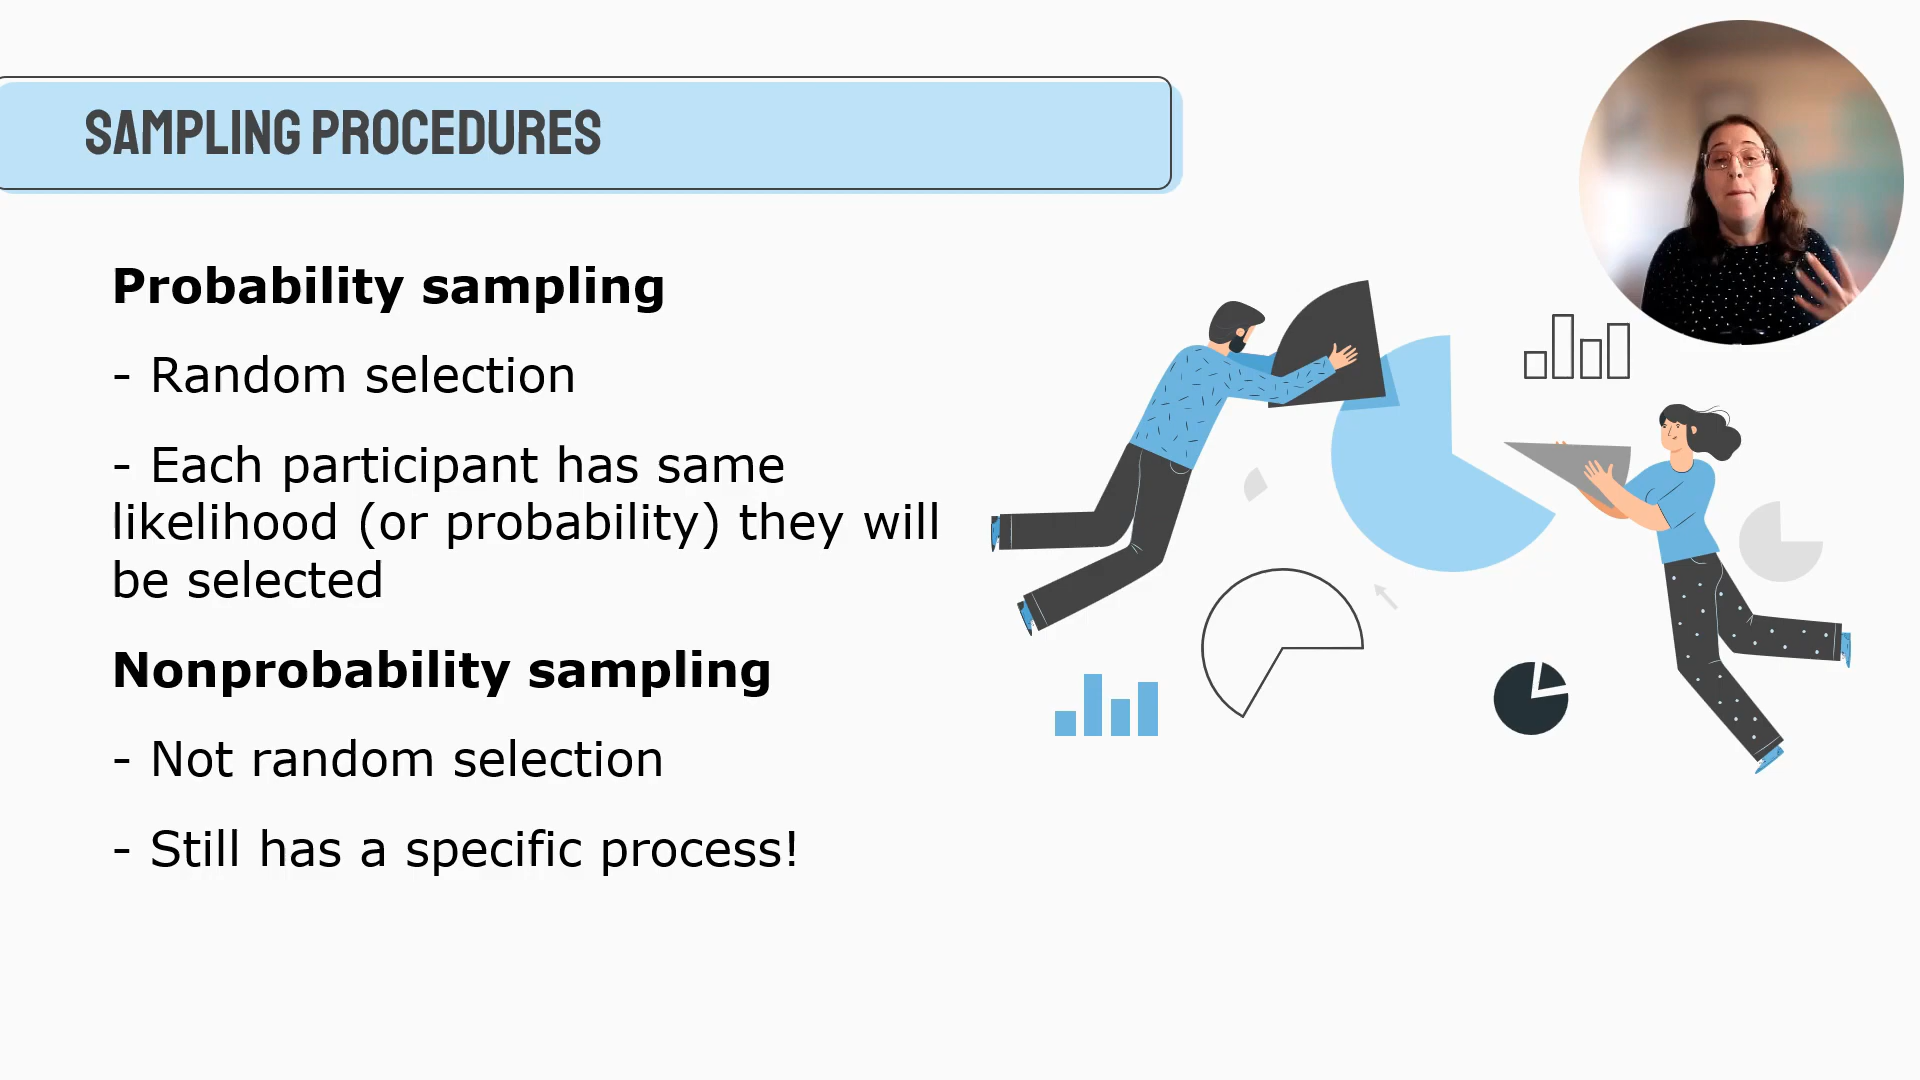 SAMPLING PROCEDURES
Probability sampling
- Random selection
- Each participant has same
likelihood (or probability) they will
be selected
Nonprobability sampling
- Not random selection
- Still has a specific process!